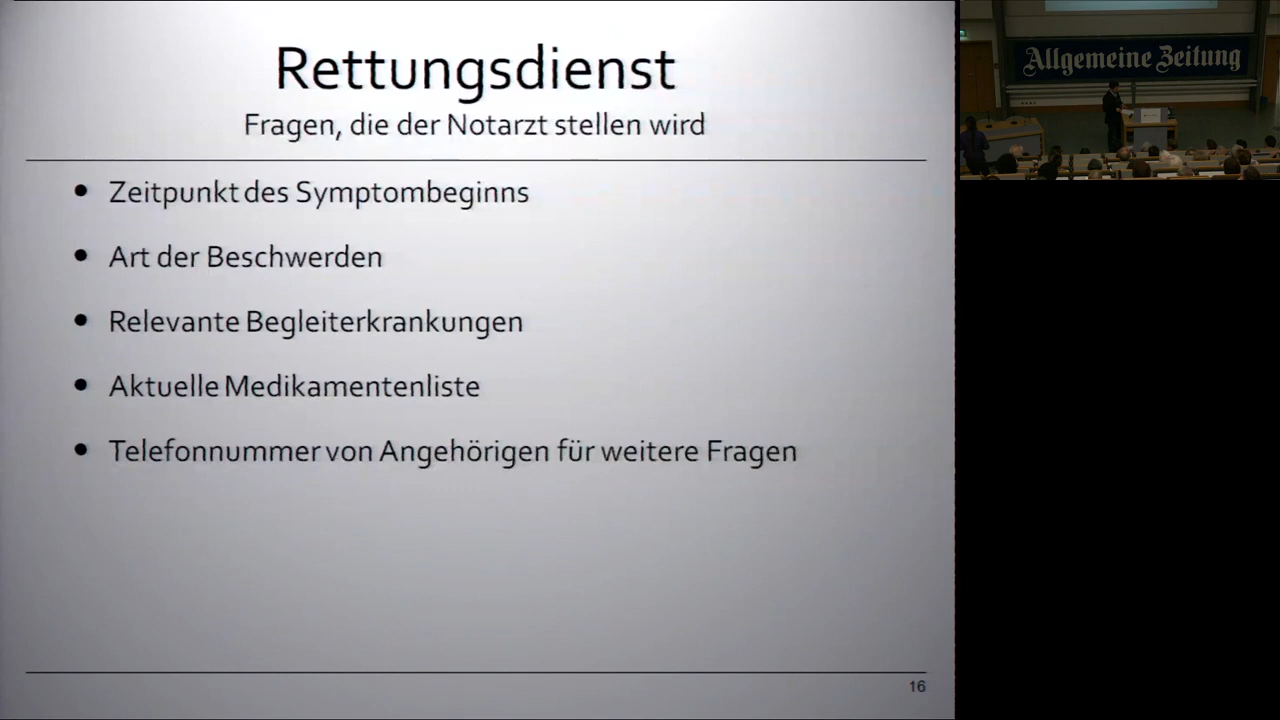 Rettungsdienst
Fragen, die der Notarzt stellen wird
• Zeitpunkt des Symptombeginns
• Art der Beschwerden
• Relevante Begleiterkrankungen
• Aktuelle Medikamentenliste
• Telefonnummer von Angehörigen für weitere Fragen
16
Allgemeine Zeitung